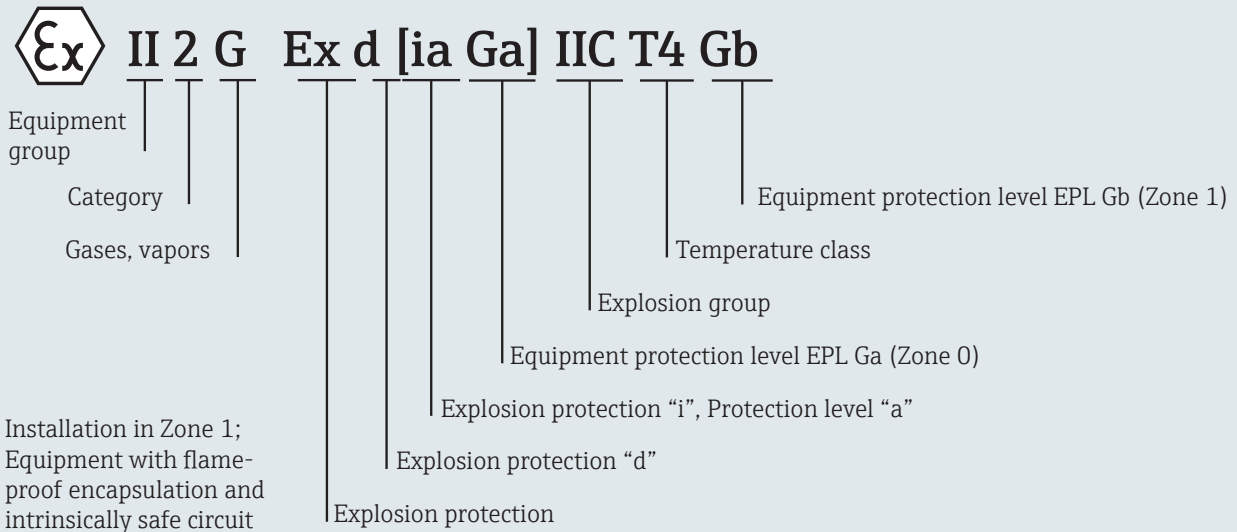 Ex II 2 G Ex d [ia Ga] IIC T4 Gb
Equipment
group
Category
Equipment protection level EPL Gb (Zone 1)
Gases, vapors
Temperature class
Explosion group
Equipment protection level EPL Ga (Zone 0)
Explosion protection “i”, Protection level “a”
Installation in Zone 1;
Equipment with flame-
proof encapsulation and
intrinsically safe circuit
Explosion protection “d”
Explosion protection